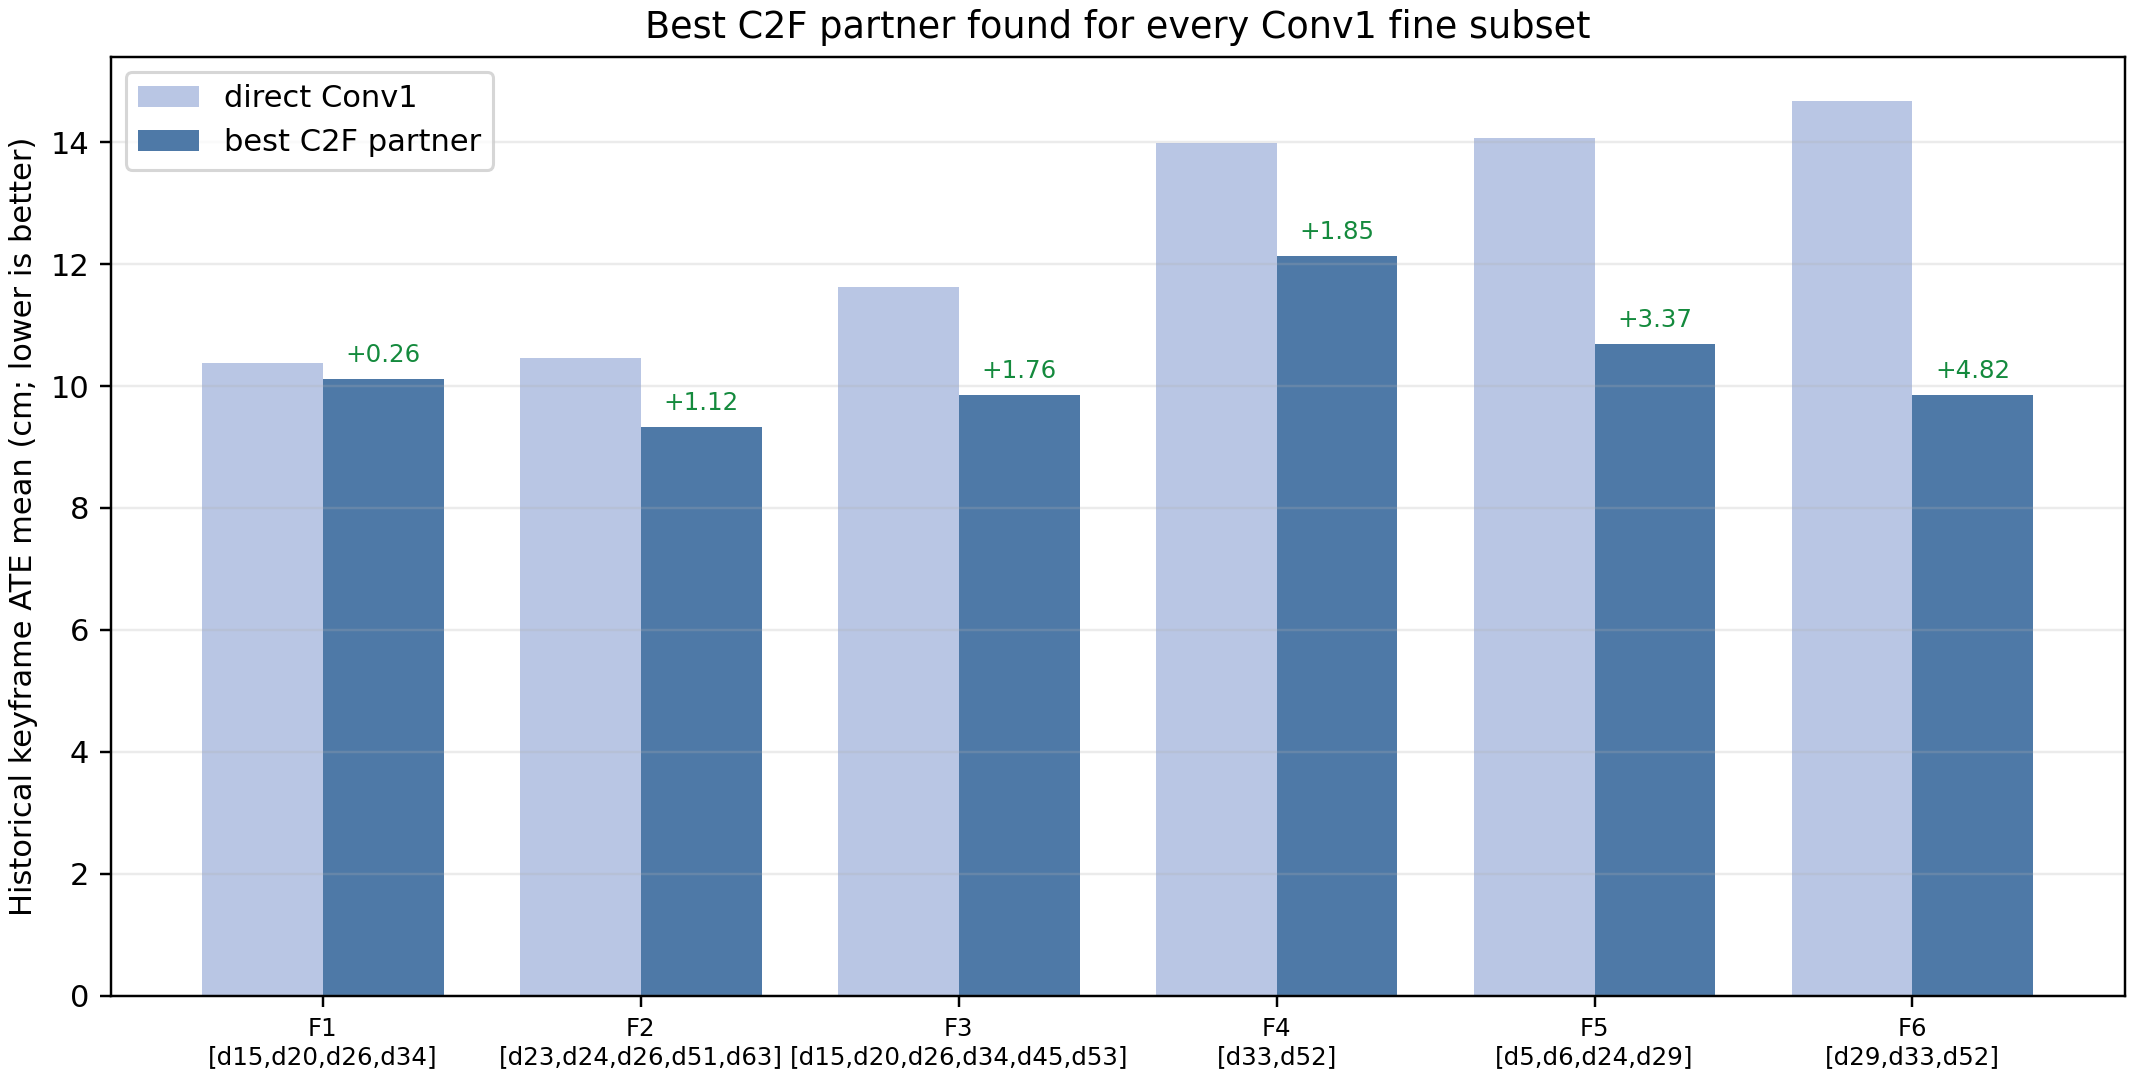 Best C2F partner found for every Conv1 fine subset
direct Conv1
best C2F partner
Historical keyframe ATE mean (cm; lower is better)
14
12
10
8
6
4
2
0
+0.26
+1.12
+1.76
+1.85
+3.37
+4.82
F1
[d15,d20,d26,d34]
F2
[d23,d24,d26,d51,d63]
F3
[d15,d20,d26,d34,d45,d53]
F4
[d33,d52]
F5
[d5,d6,d24,d29]
F6
[d29,d33,d52]